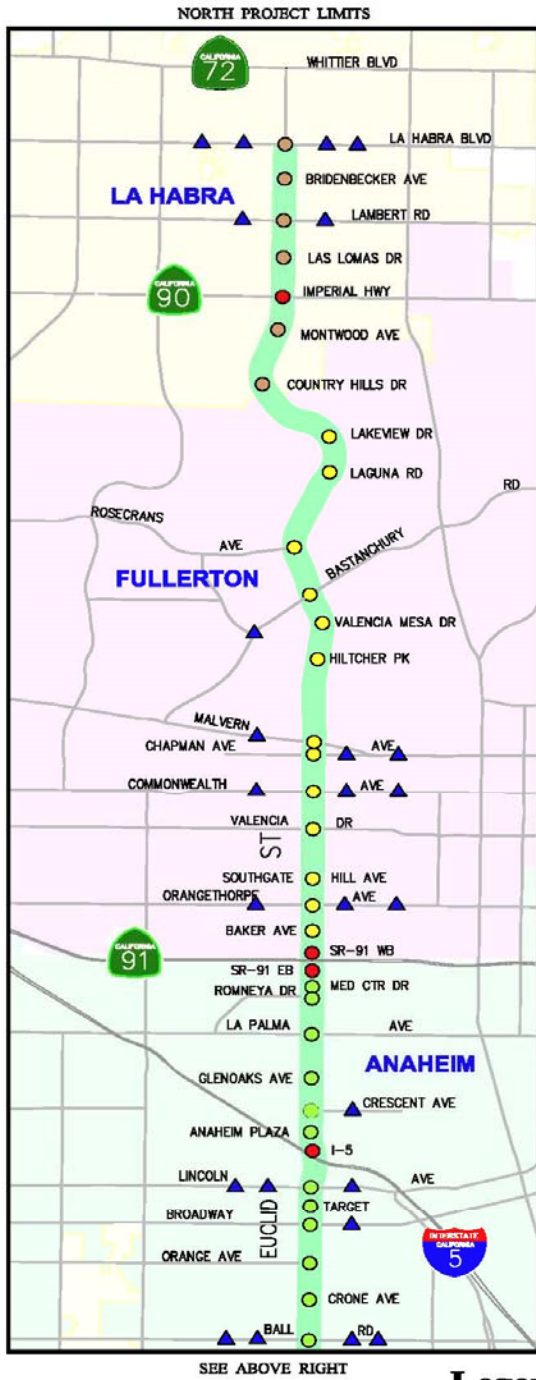 NORTH PROJECT LIMITS
CALIFORNIA
72
WHITTIER BLVD
LA HABRA BLVD
BRIDENBECKER AVE
LA HABRA
LAMBERT RD
LAS LOMAS DR
CALIFORNIA
90
IMPERIAL HWY
MONTWOOD AVE
COUNTRY HILLS DR
LAKEVIEW DR
LAGUNA RD
RD
ROSECRANS
AVE
BASTANCHURY
FULLERTON
VALENCIA MESA DR
HILTCHER PK
MALVERN
CHAPMAN AVE
AVE
COMMONWEALTH
AVE
VALENCIA
DR
ST
SOUTHGATE
HILL AVE
ORANGETHORPE
AVE
BAKER AVE
CALIFORNIA
91
SR-91 WB
SR-91 EB
MED CTR DR
ROMNEYA DR
LA PALMA
AVE
ANAHEIM
GLENOAKS AVE
CRESCENT AVE
ANAHEIM PLAZA
I-5
LINCOLN
AVE
TARGET
BROADWAY
EUCLID
INTERSTATE
CALIFORNIA
5
ORANGE AVE
CRONE AVE
BALL
RD
SEE ABOVE RIGHT